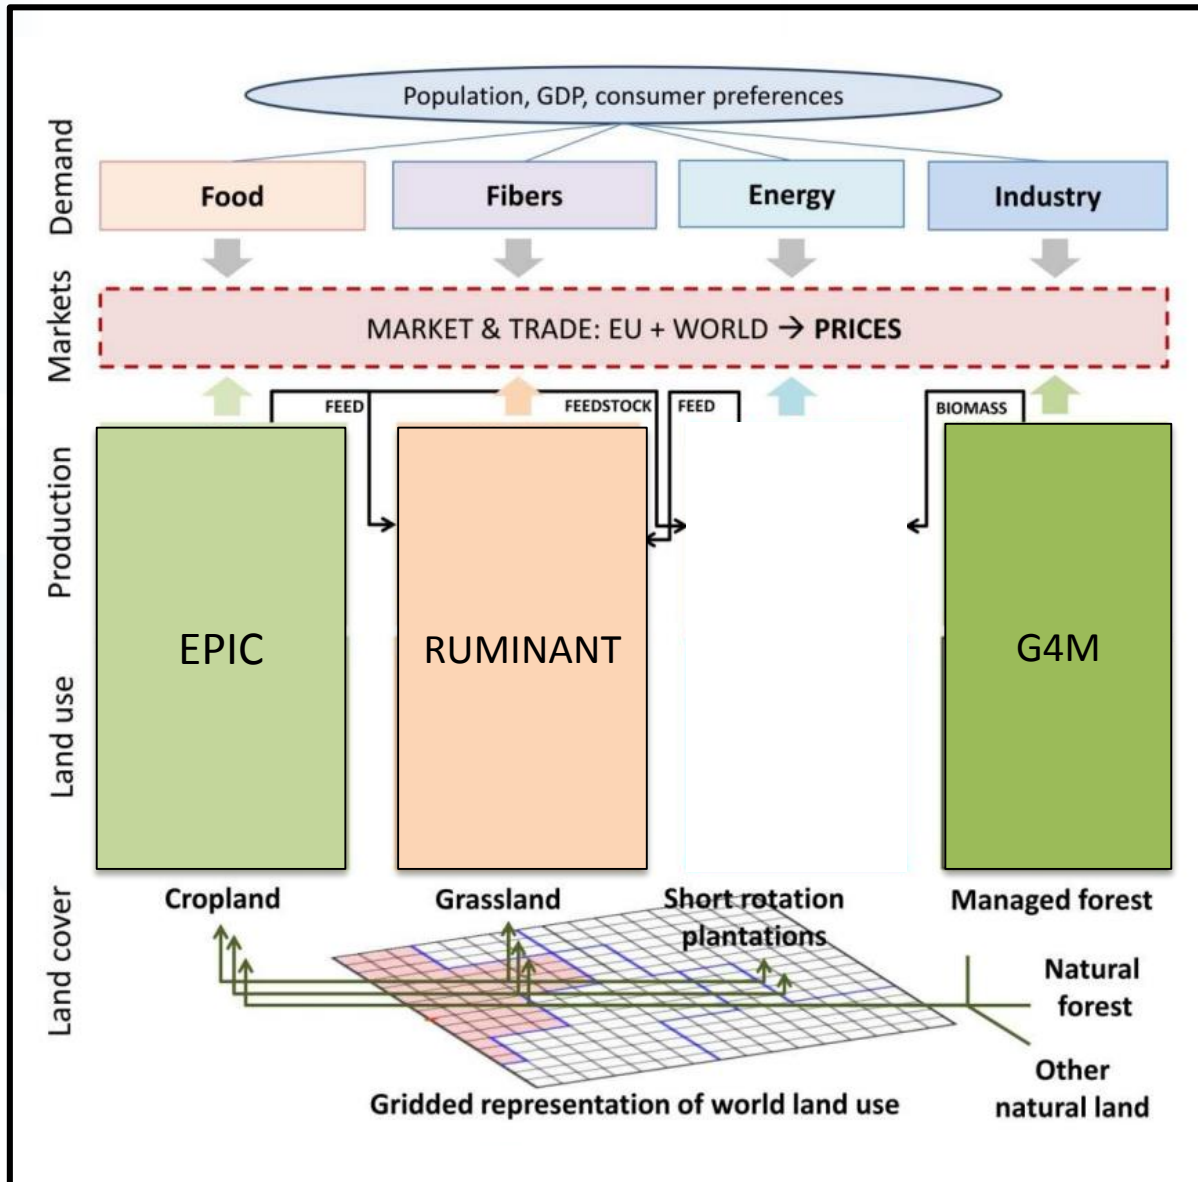 Population, GDP, consumer preferences
Demand
Food
Fibers
Energy
Industry
Markets
MARKET & TRADE: EU + WORLD → PRICES
FEED
FEEDSTOCK
FEED
BIOMASS
Production
Land use
EPIC
RUMINANT
G4M
Land cover
Cropland
Grassland
Short rotation
plantations
Managed forest
Natural
forest
Other
natural land
Gridded representation of world land use